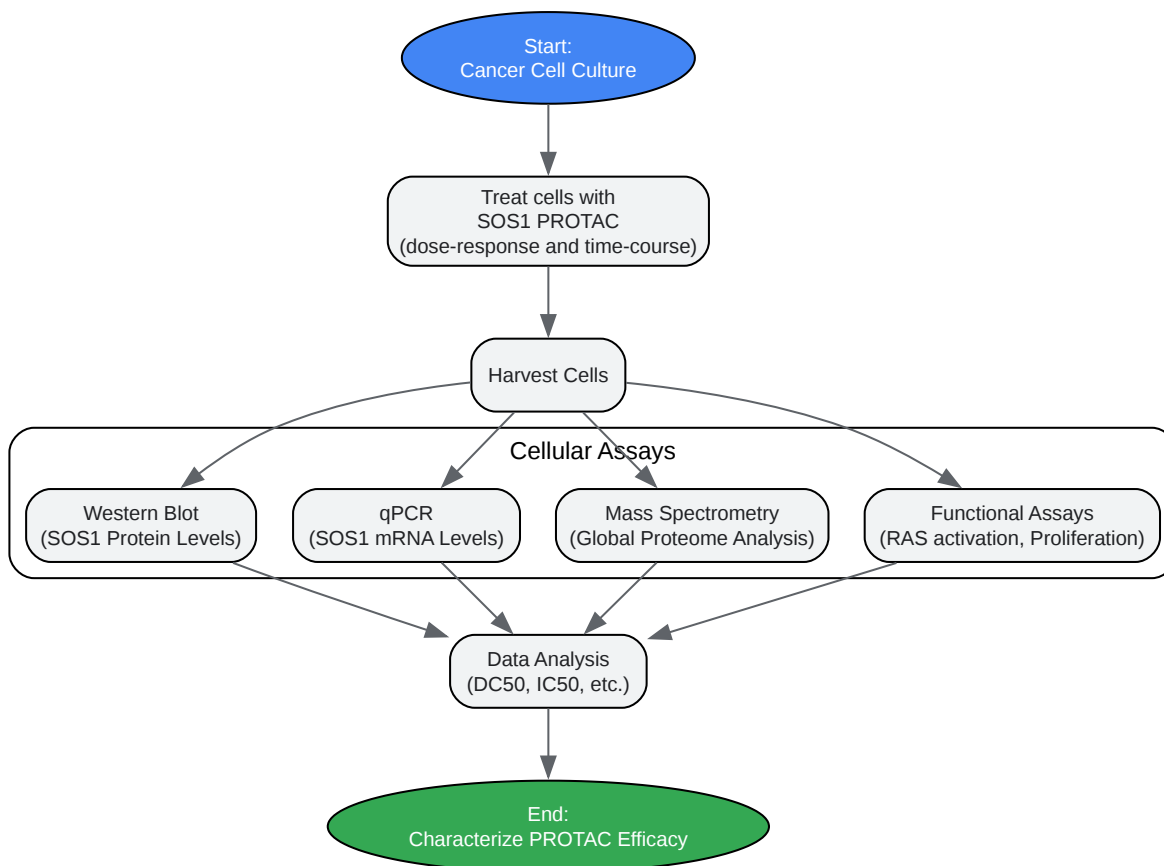 Start:
Cancer Cell Culture
Treat cells with
SOS1 PROTAC
(dose-response and time-course)
Harvest Cells
Cellular Assays
Western Blot
(SOS1 Protein Levels)
qPCR
(SOS1 mRNA Levels)
Mass Spectrometry
(Global Proteome Analysis)
Functional Assays
(RAS activation, Proliferation)
Data Analysis
(DC50, IC50, etc.)
End:
Characterize PROTAC Efficacy